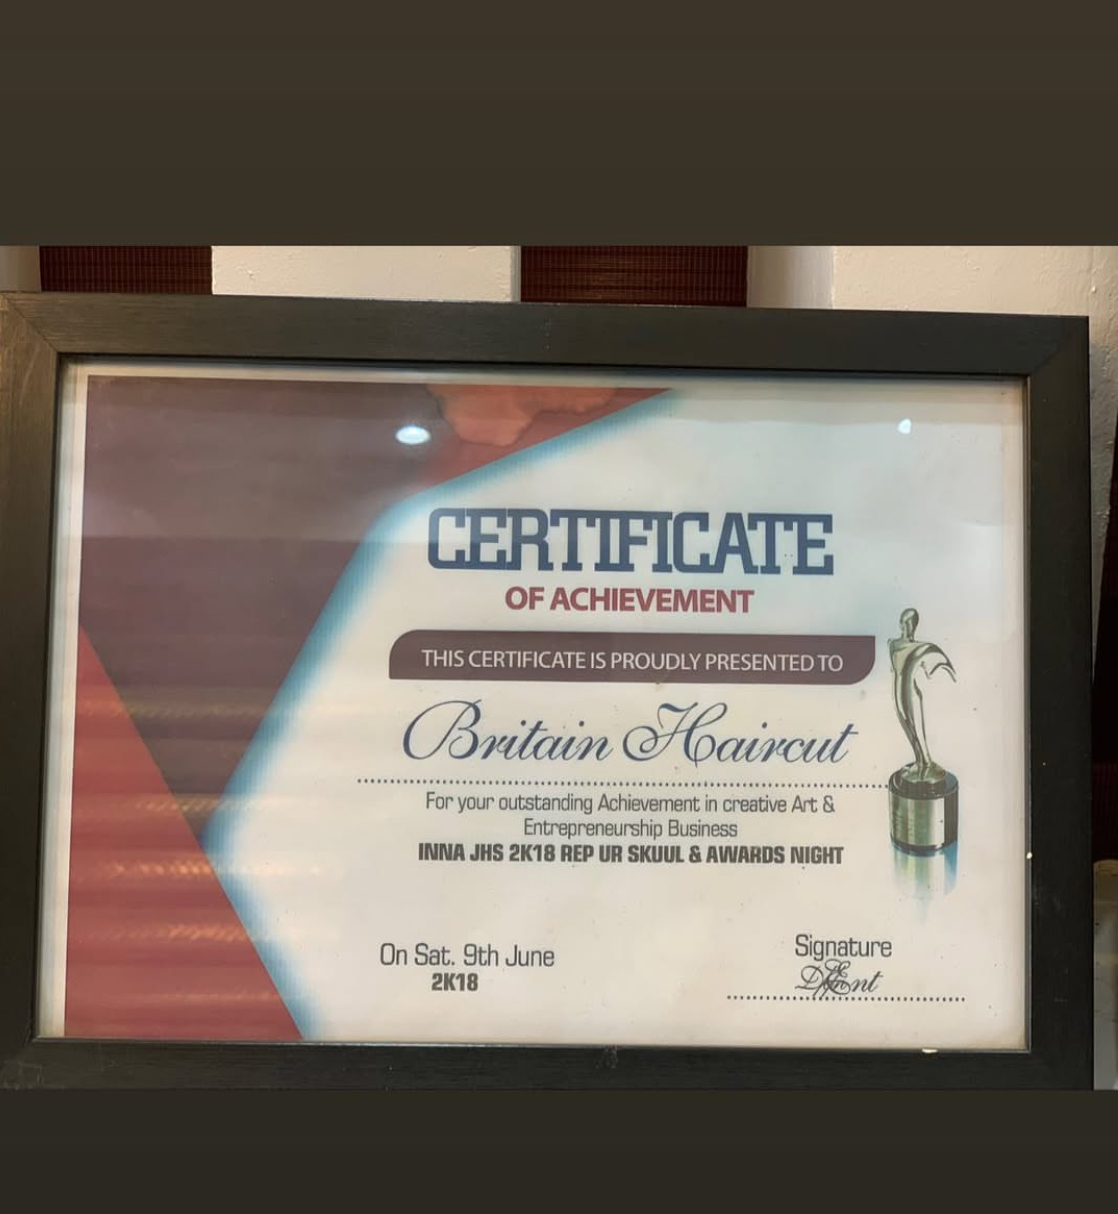 CERTIFICATE
OF ACHIEVEMENT
THIS CERTIFICATE IS PROUDLY PRESENTED TO
Britain Haircut
For your outstanding Achievement in creative Art &
Entrepreneurship Business
INNA JHS 2K18 REP UR SKUUL & AWARDS NIGHT
On Sat. 9th June
2K18
Signature